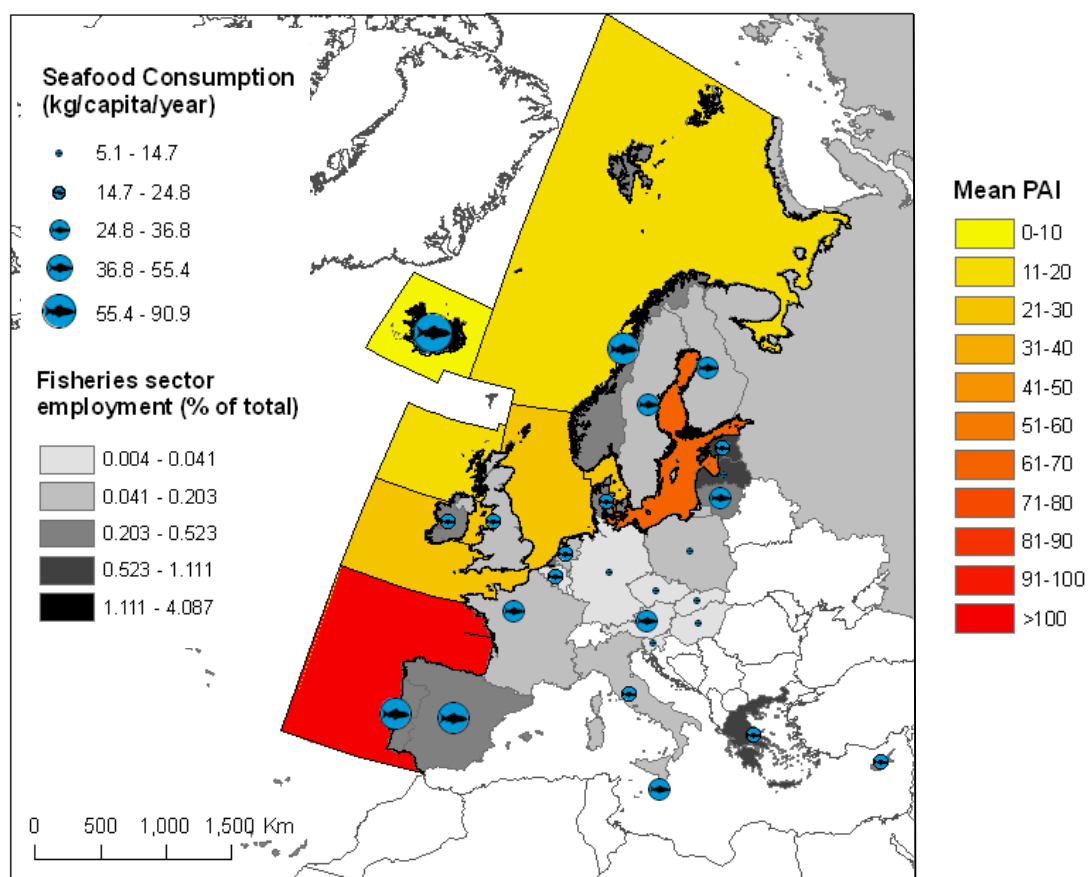 Seafood Consumption
(kg/capita/year)
5.1 - 14.7
14.7 - 24.8
24.8 - 36.8
36.8 - 55.4
55.4 - 90.9
Fisheries sector
employment (% of total)
0.004 - 0.041
0.041 - 0.203
0.203 - 0.523
0.523 - 1.111
1.111 - 4.087
0 500 1,000 1,500 Km
Mean PAI
0-10
11-20
21-30
31-40
41-50
51-60
61-70
71-80
81-90
91-100
>100